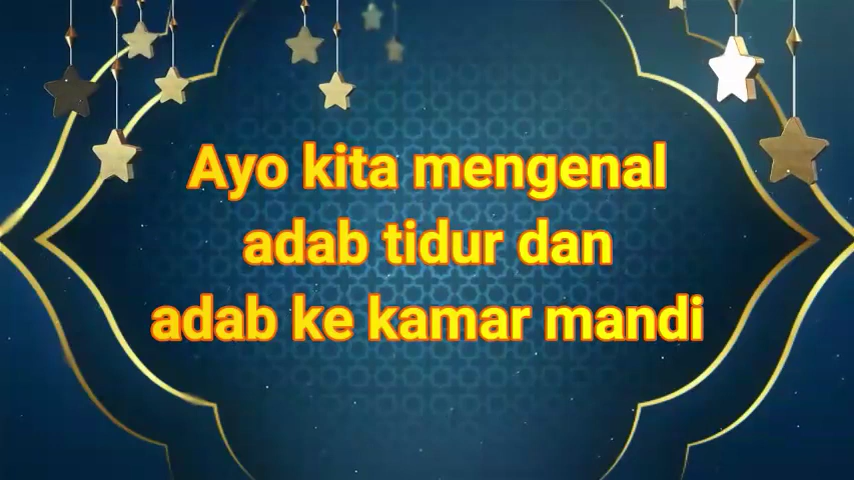 Ayo kita mengenal
adab tidur dan
adab ke kamar mandi